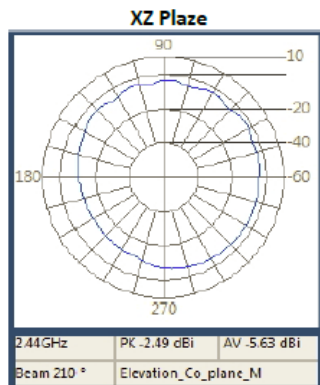 XZ Plaze
90
10
-20
-40
180
-60
270
2.44GHz PK -2.49 dBi AV -5.63 dBi
Beam 210 ° Elevation_Co_plane_M